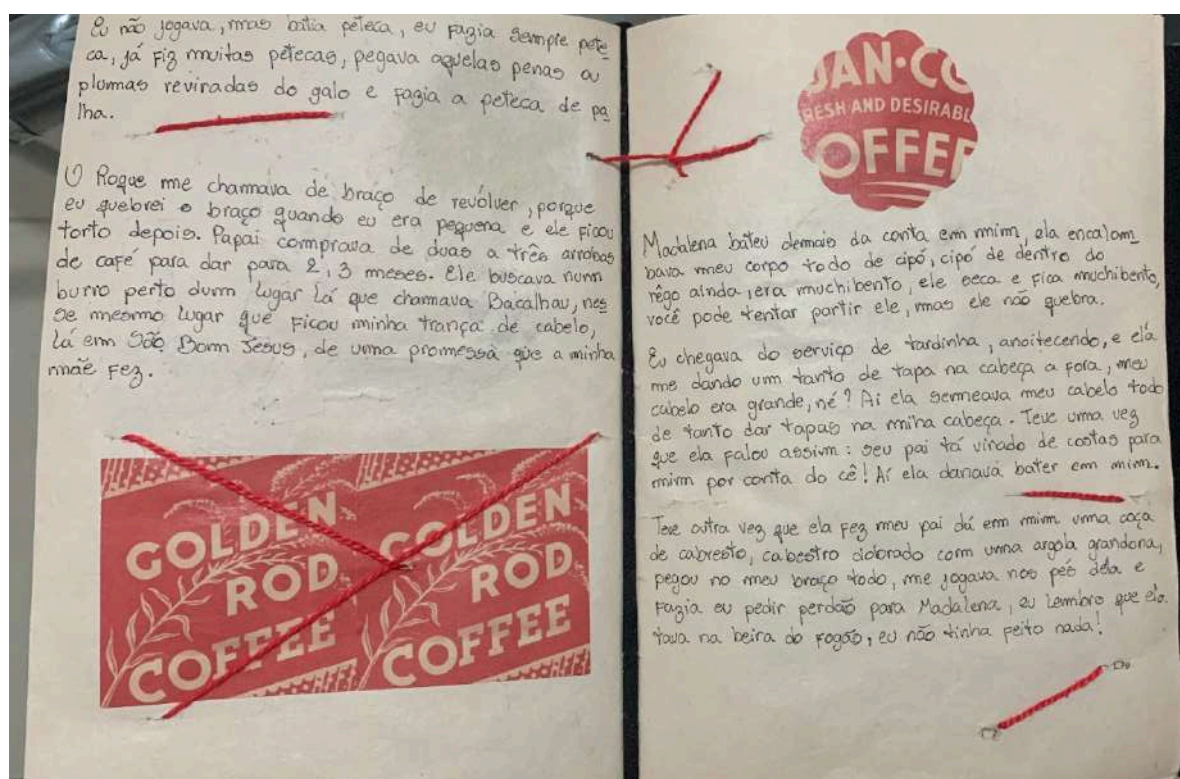 Eu não jogava, mas batia peteca, eu fazia sempre pete
ca, já fiz muitas petecas, pegava aquelas penas ou
plumas reviradas do galo e fazia a peteca de pa
lha.
O Roque me chamava de braço de revólver, porque
eu quebrei o braço quando eu era pequena e ele ficou
torto depois. Papai comprava de duas a três arrobas
de café para dar para 2, 3 meses. Ele buscava num
burro perto dum lugar lá que chamava Bacalhau, nes
se mesmo lugar que ficou minha trança de cabelo,
lá em São Bom Jesus, de uma promessa que a minha
mãe fez.
GOLDEN GOLDEN
ROD ROD
COFFEE COFFEE
JAN-CO
RESH AND DESIRABL
OFFEE
Madalena bateu demais da conta em mim, ela encalom
bava meu corpo todo de cipó, cipó de dentro do
rêgo ainda, era muchibento, ele seca e fica muchibento,
você pode tentar partir ele, mas ele não quebra.
Eu chegava do serviço de tardinha, anoitecendo, e ela
me dando um tanto de tapa na cabeça a fora, meu
cabelo era grande, né? Aí ela semeava meu cabelo todo
de tanto dar tapas na minha cabeça. Teve uma vez
que ela falou assim: seu pai tá virado de costas para
mim por conta do cê! Aí ela danava bater em mim.
Teve outra vez que ela fez meu pai dá em mim uma coça
de cabresto, cabestro dobrado com uma argola grandona,
pegou no meu braço todo, me jogava nos pés dela e
fazia eu pedir perdão para Madalena, eu lembro que ela
tava na beira do fogão, eu não tinha feito nada!